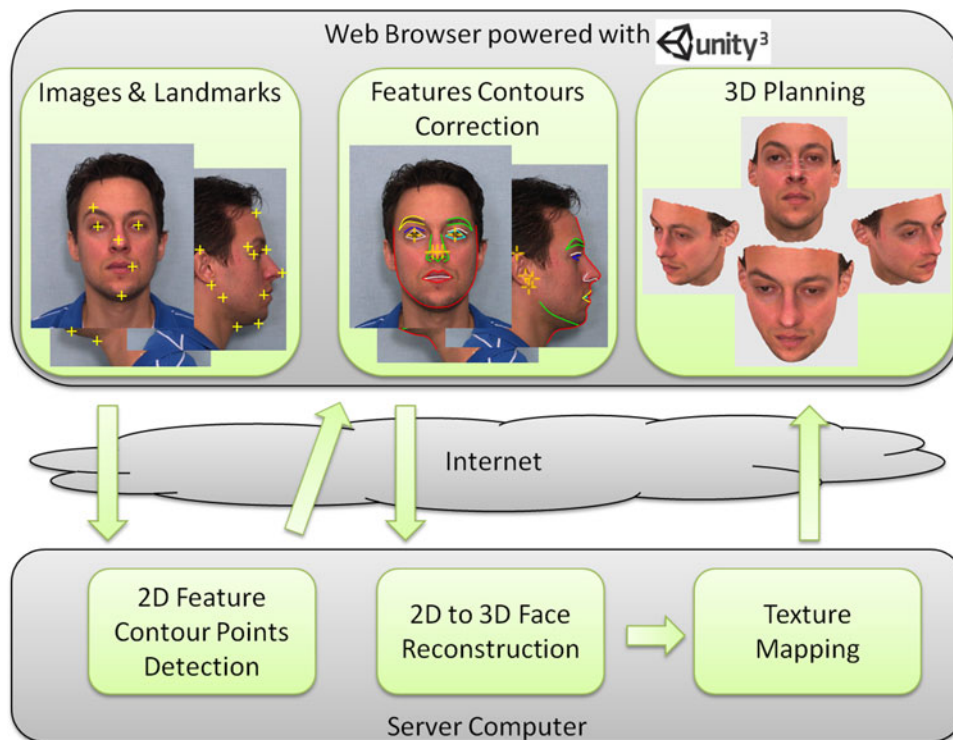 Web Browser powered with unity3
Images & Landmarks
Features Contours
Correction
3D Planning
Internet
2D Feature
Contour Points
Detection
2D to 3D Face
Reconstruction
Texture
Mapping
Server Computer